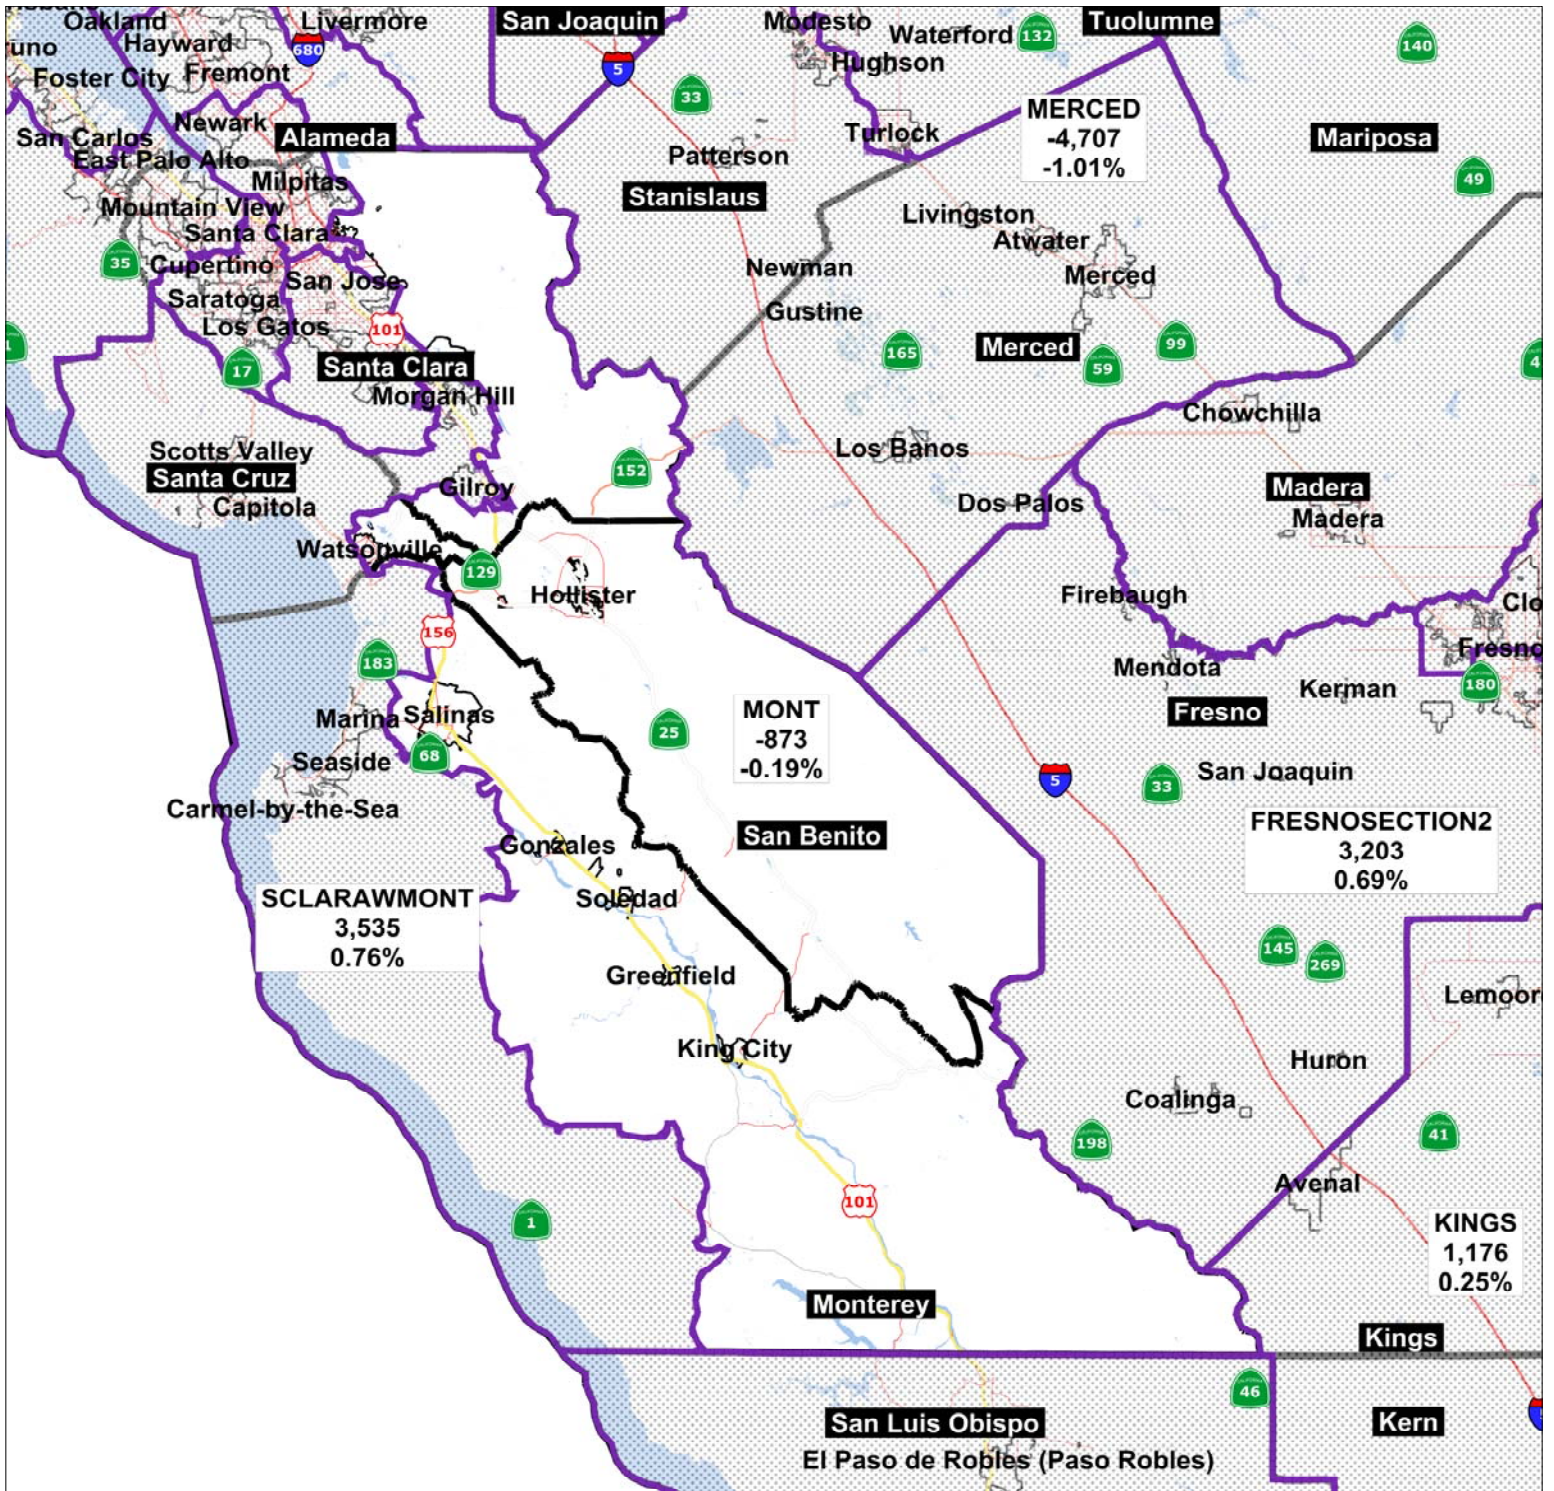 Oakland
Livermore
San Joaquin
Modesto
Waterford
132
Tuolumne
140
runo
Hayward
680
5
Hughson
Foster City
Fremont
33
MERCED
-4,707
-1.01%
San Carlos
Newark
Alameda
Turlock
Mariposa
East Palo Alto
Patterson
Milpitas
Stanislaus
49
Mountain View
Livingston
Santa Clara
Atwater
35
Cupertino
Newman
Merced
San Jose
Saratoga
Gustine
Los Gatos
101
1
165
Merced
99
4
17
Santa Clara
59
Morgan Hill
Chowchilla
Scotts Valley
Los Banos
Santa Cruz
152
Gilroy
Madera
Capitola
Dos Palos
Madera
Watsonville
129
Hollister
Firebaugh
Clo
156
Fresno
183
Mendota
180
Kerman
Marina
Salinas
MONT
-873
-0.19%
Fresno
25
68
Seaside
5
33
San Joaquin
Carmel-by-the-Sea
FRESNOSECTION2
3,203
0.69%
Gonzales
San Benito
SCLARAWMONT
3,535
0.76%
Soledad
145
269
Greenfield
Lemoor
King City
Huron
Coalinga
198
41
Avenal
101
1
KINGS
1,176
0.25%
Monterey
Kings
46
San Luis Obispo
Kern
El Paso de Robles (Paso Robles)